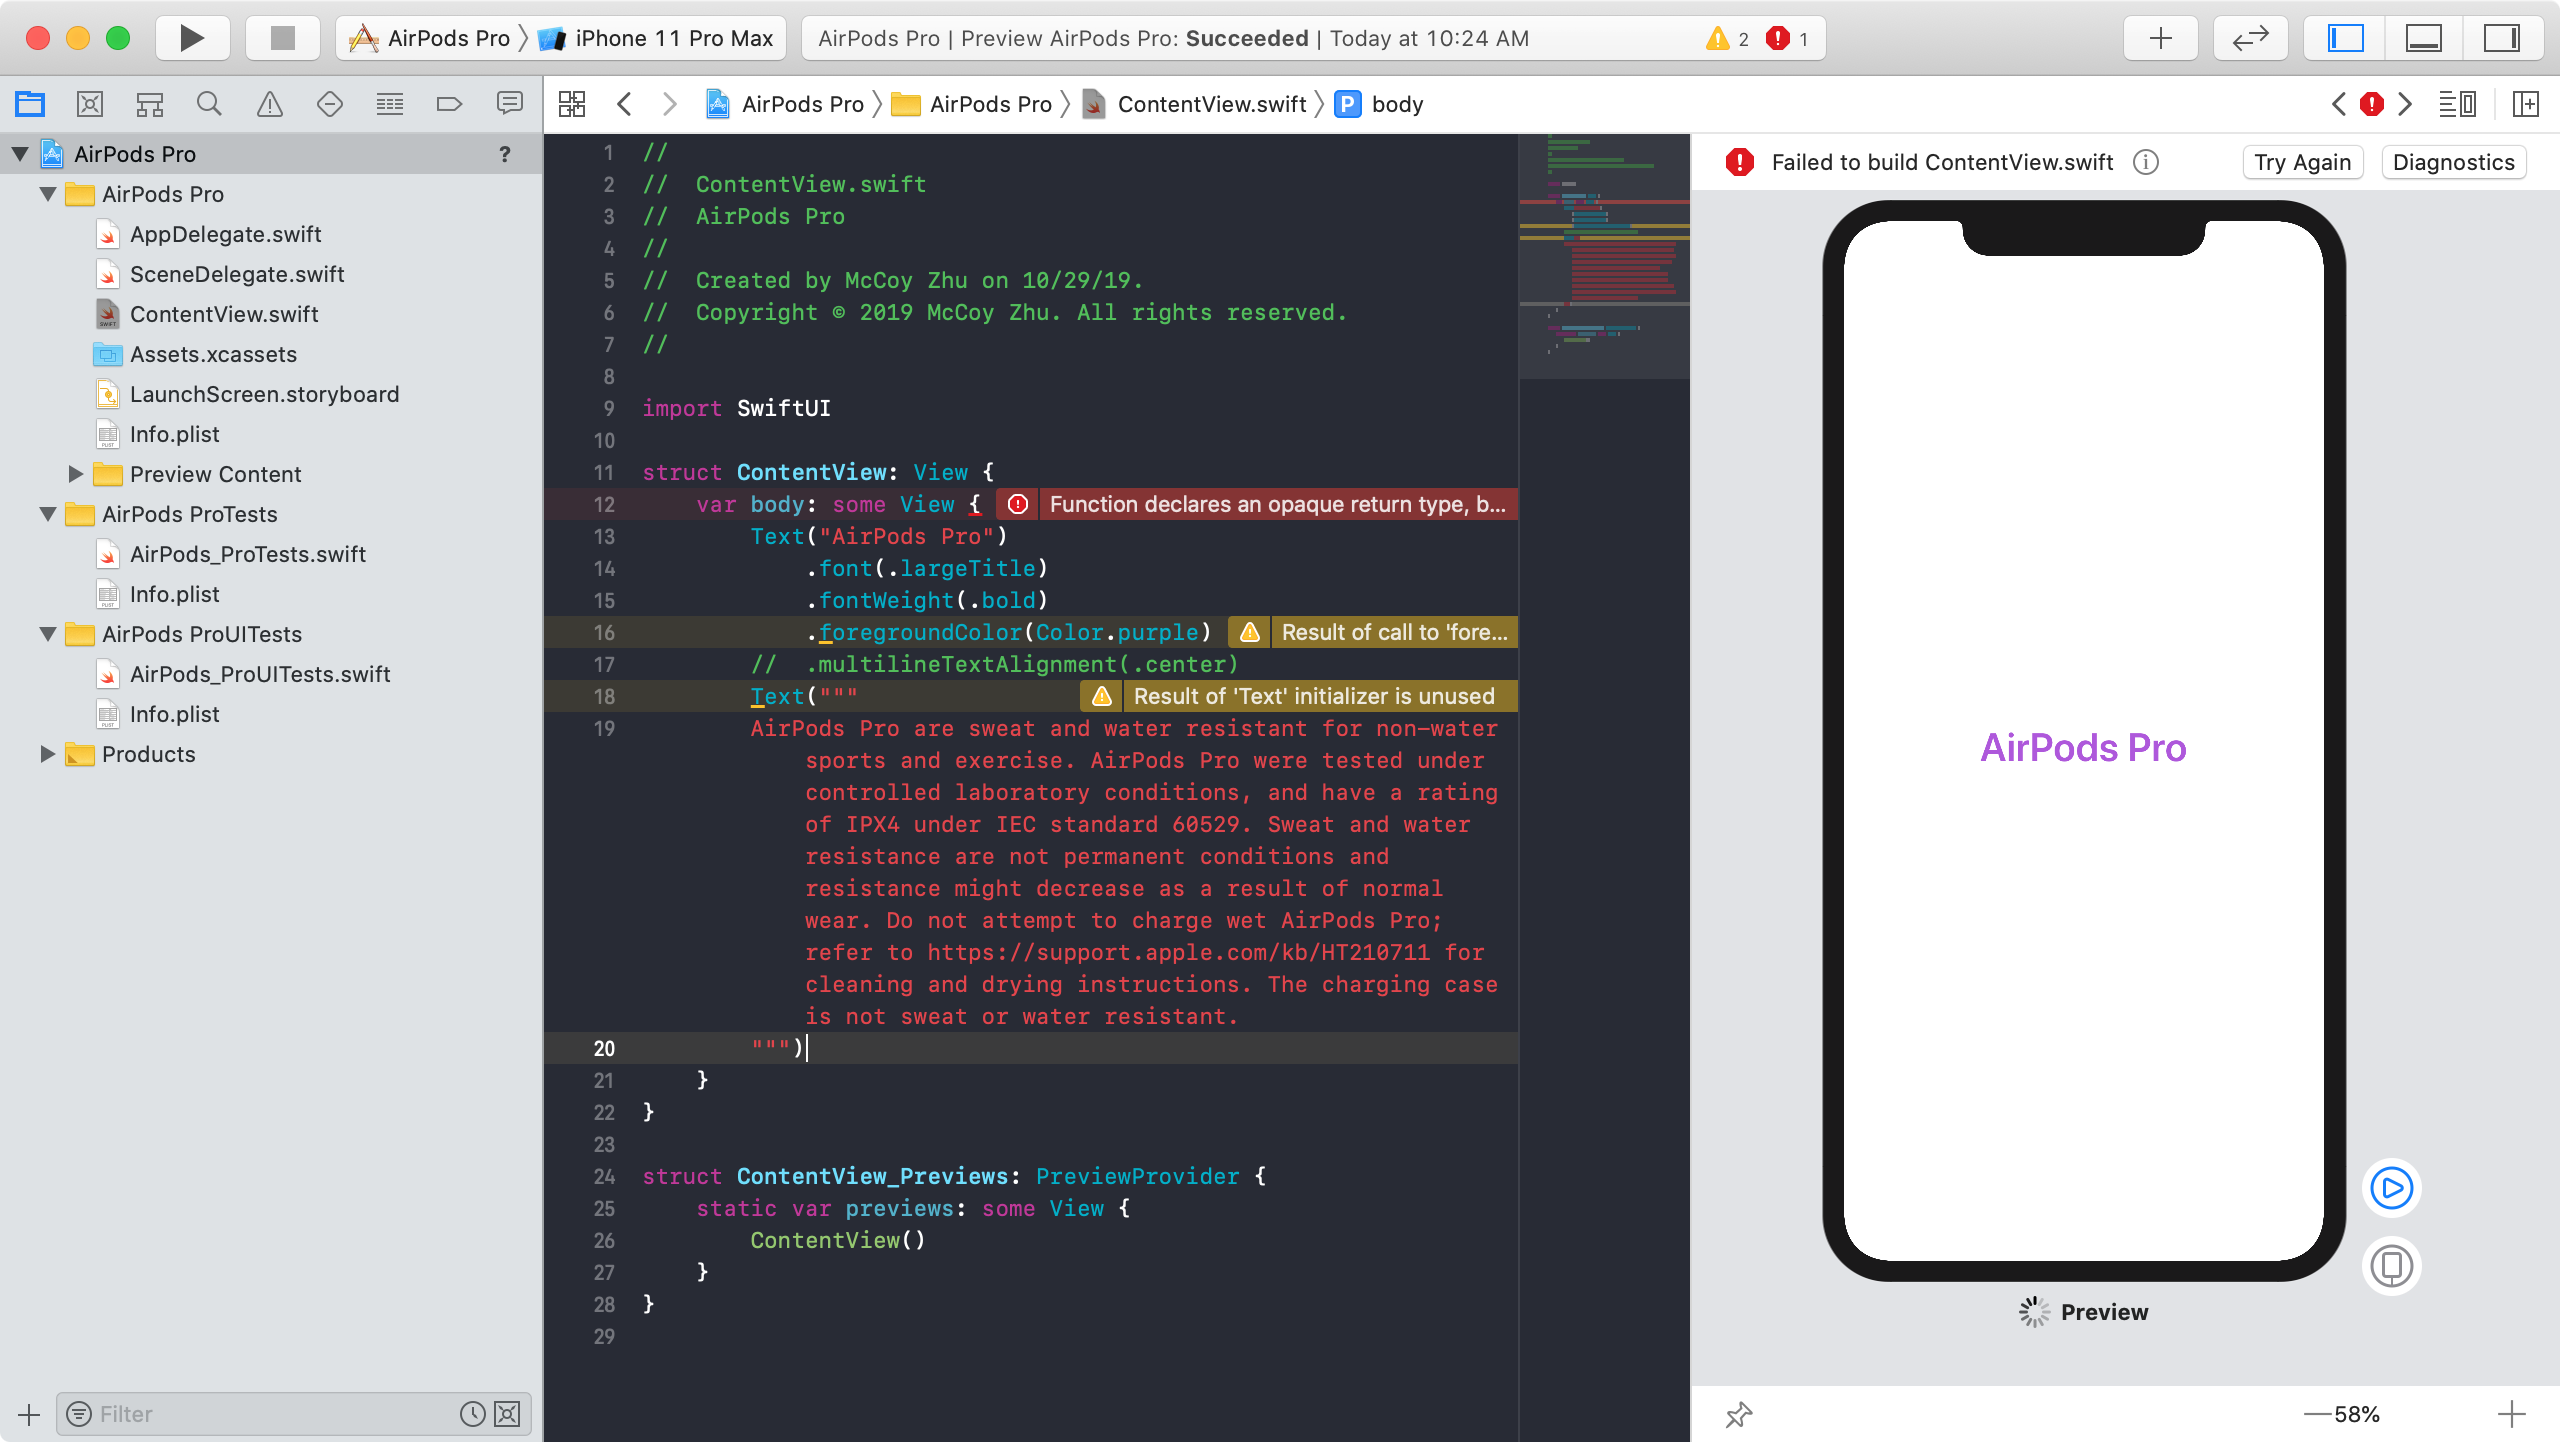 AirPods Pro
iPhone 11 Pro Max
AirPods Pro | Preview AirPods Pro: Succeeded | Today at 10:24 AM
2
1
AirPods Pro
AirPods Pro
ContentView.swift
P
body
AirPods Pro
?
AirPods Pro
AppDelegate.swift
SceneDelegate.swift
ContentView.swift
Assets.xcassets
LaunchScreen.storyboard
Info.plist
Preview Content
AirPods ProTests
AirPods_ProTests.swift
Info.plist
AirPods ProUITests
AirPods_ProUITests.swift
Info.plist
Products
Filter
1 //
2 //  ContentView.swift
3 //  AirPods Pro
4 //
5 //  Created by McCoy Zhu on 10/29/19.
6 //  Copyright © 2019 McCoy Zhu. All rights reserved.
7 //
8
9 import SwiftUI
10
11 struct ContentView: View {
12     var body: some View { Function declares an opaque return type, b...
13         Text("AirPods Pro")
14             .font(.largeTitle)
15             .fontWeight(.bold)
16             .foregroundColor(Color.purple) Result of call to 'fore...
17         //  .multilineTextAlignment(.center)
18         Text(""" Result of 'Text' initializer is unused
19         AirPods Pro are sweat and water resistant for non-water
sports and exercise. AirPods Pro were tested under
controlled laboratory conditions, and have a rating
of IPX4 under IEC standard 60529. Sweat and water
resistance are not permanent conditions and
resistance might decrease as a result of normal
wear. Do not attempt to charge wet AirPods Pro;
refer to https://support.apple.com/kb/HT210711 for
cleaning and drying instructions. The charging case
is not sweat or water resistant.
20         """)
21     }
22 }
23
24 struct ContentView_Previews: PreviewProvider {
25     static var previews: some View {
26         ContentView()
27     }
28 }
29
Failed to build ContentView.swift
Try Again
Diagnostics
AirPods Pro
Preview
58%